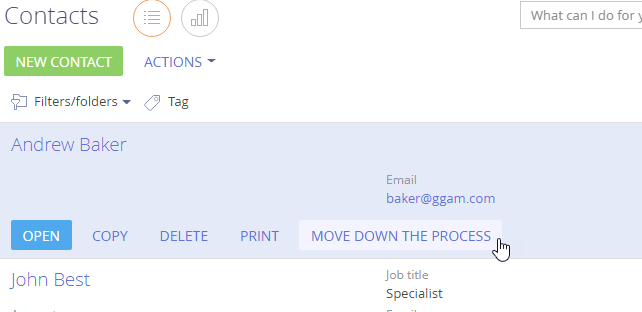 Contacts
What can I do for y
NEW CONTACT ACTIONS
Filters/folders Tag
Andrew Baker
Email
baker@ggam.com
OPEN COPY DELETE PRINT MOVE DOWN THE PROCESS
John Best
Job title
Specialist